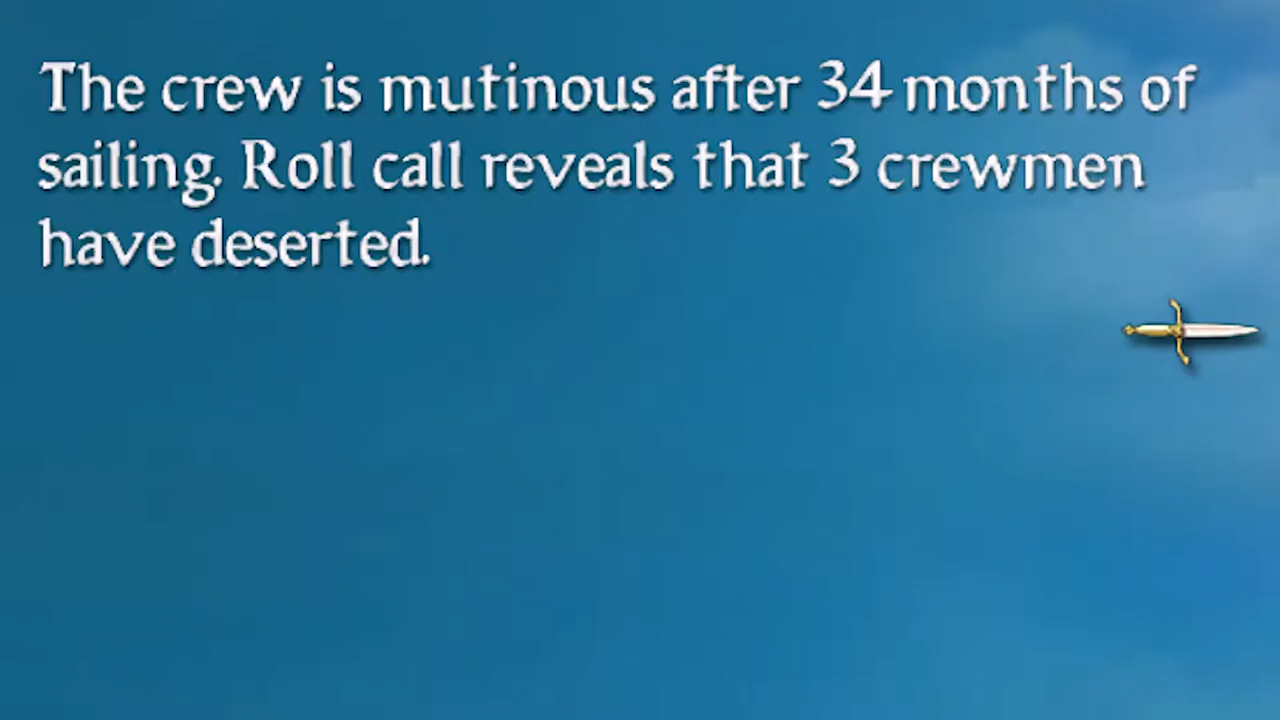 The crew is mutinous after 34 months of
sailing. Roll call reveals that 3 crewmen
have deserted.